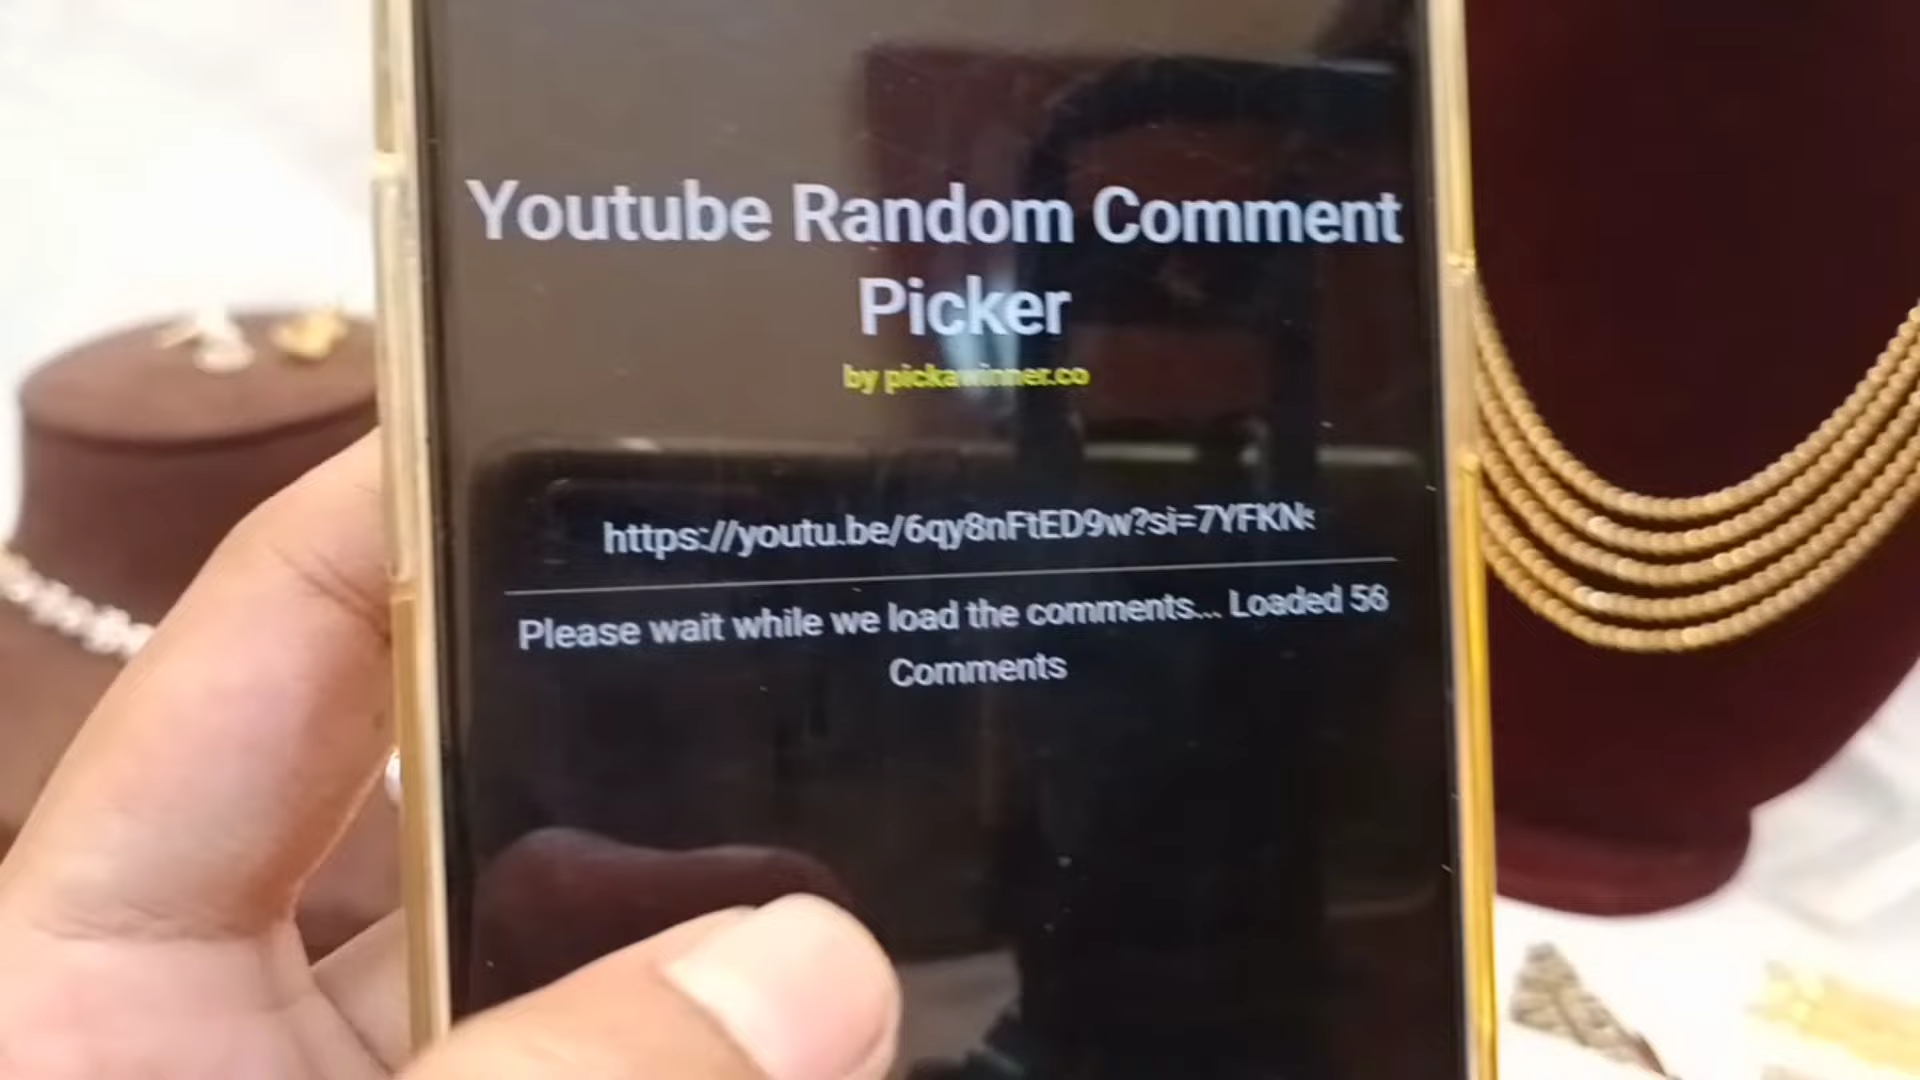 Youtube Random Comment
Picker
by pickawinner.co
https://youtu.be/6qy8nFtED9w?si=7YFKN
Please wait while we load the comments... Loaded 56
Comments